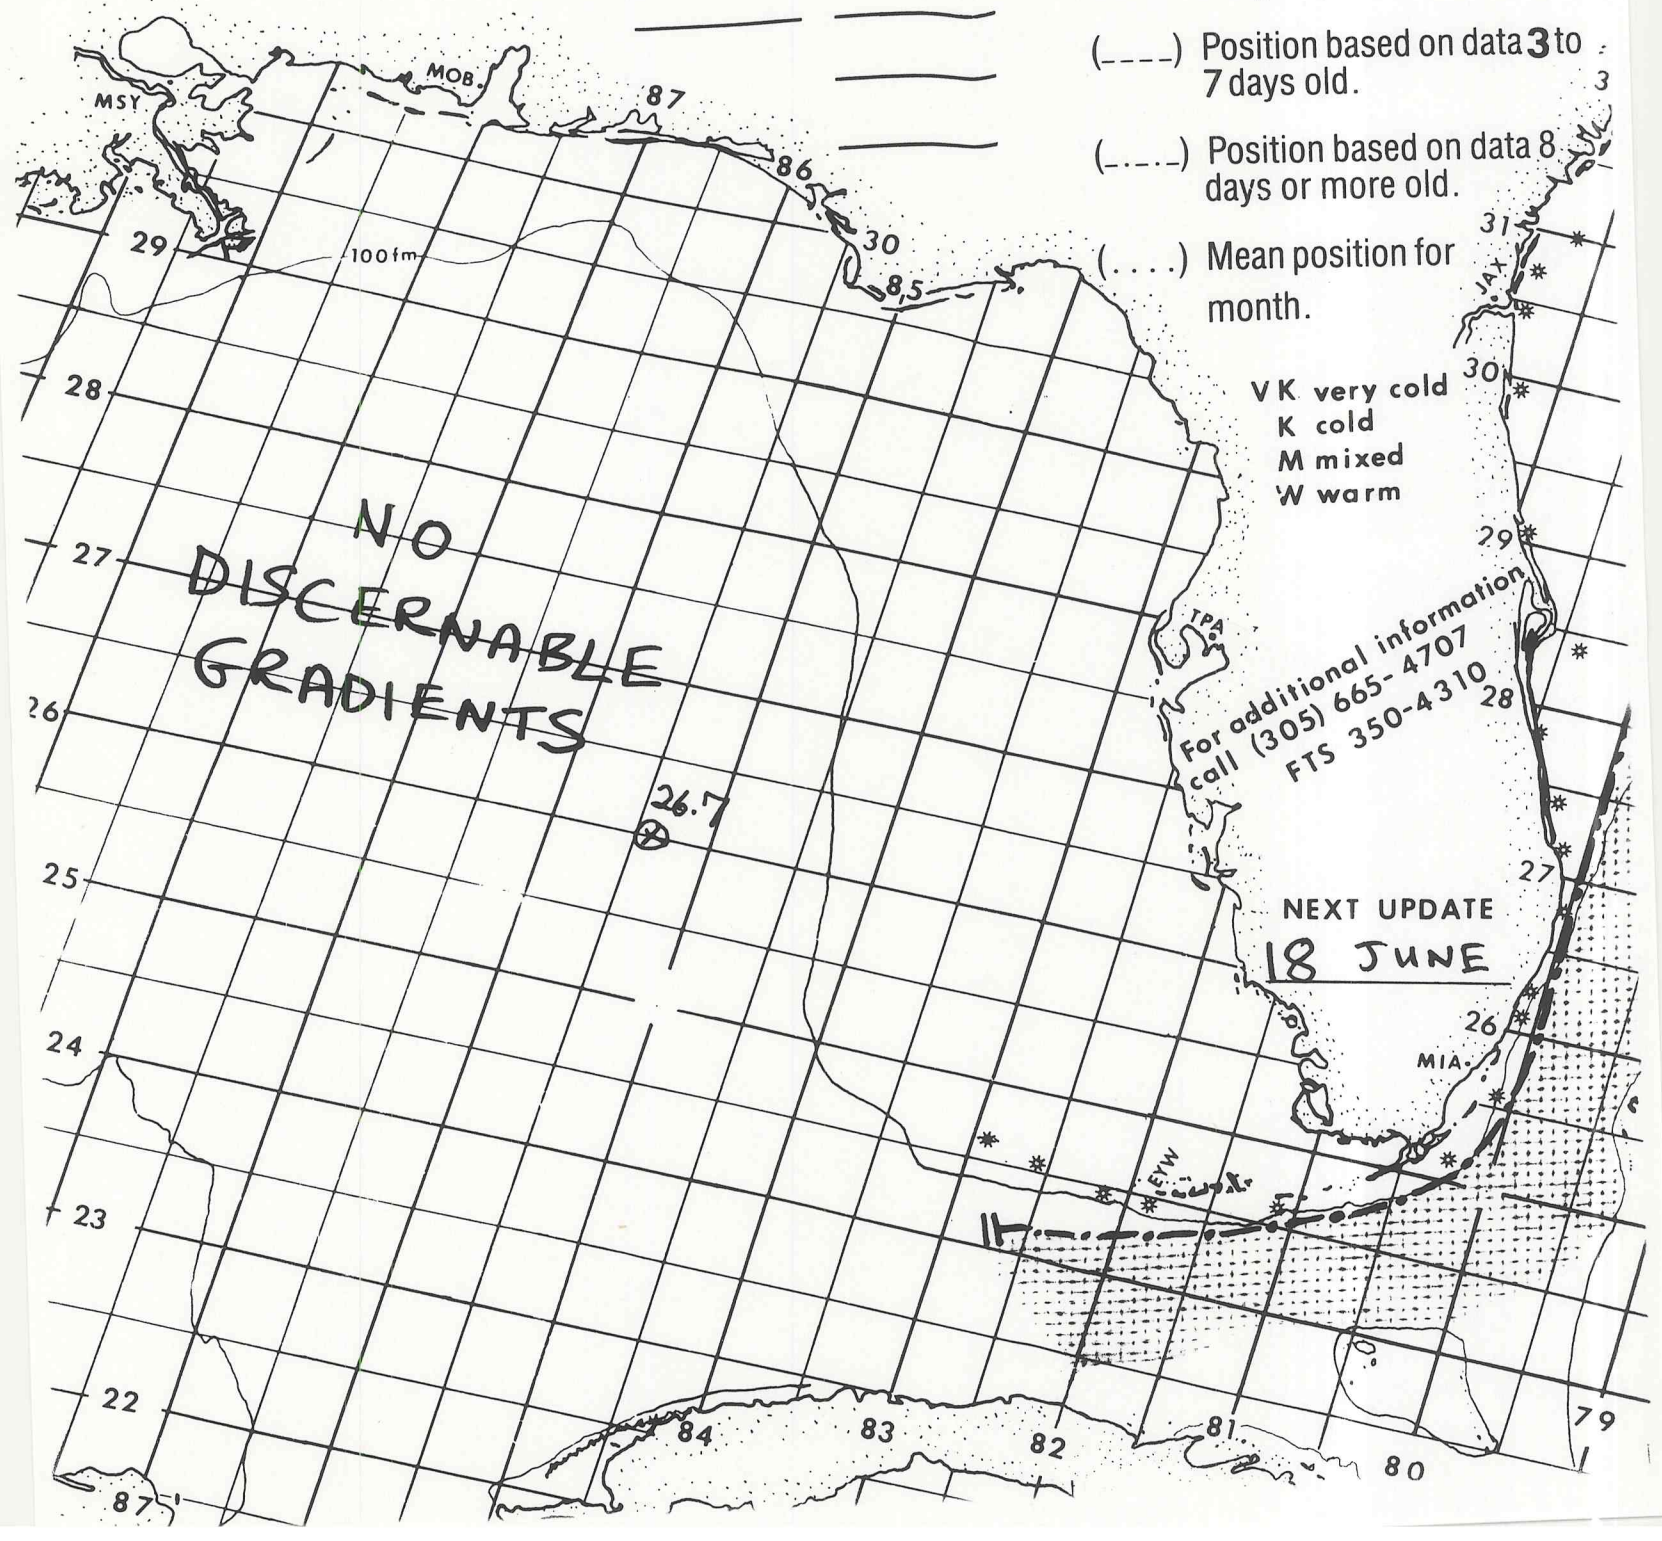 (____) Position based on data 3 to
7 days old.
(_._._) Position based on data 8
days or more old.
(....) Mean position for
month.
VK very cold
K cold
M mixed
W warm
For additional information
call (305) 665-4707
FTS 350-4310
NEXT UPDATE
18 JUNE
NO
DISCERNABLE
GRADIENTS
26.7
100fm
MSY
MOB.
87
86
30
85
JAX
TPA
MIA.
EYW
3
31
30
29
28
27
26
29
28
27
26
25
24
23
22
87
84
83
82
81
80
79